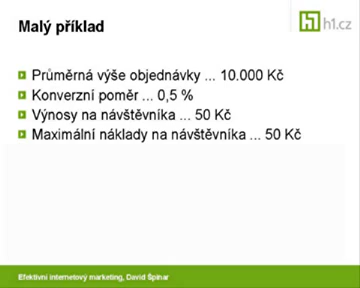 Malý příklad
h1.cz
Průměrná výše objednávky ... 10.000 Kč
Konverzní poměr ... 0,5 %
Výnosy na návštěvníka ... 50 Kč
Maximální náklady na návštěvníka ... 50 Kč
Efektivní internetový marketing, David Špinar